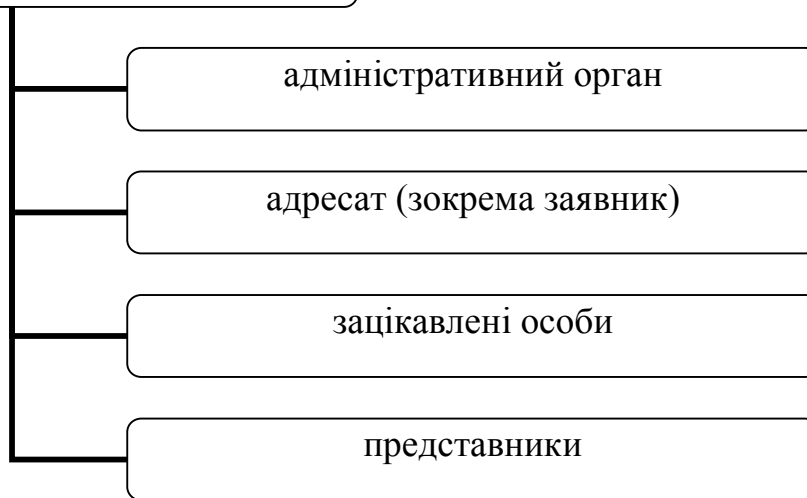 адміністративний орган
адресат (зокрема заявник)
зацікавлені особи
представники